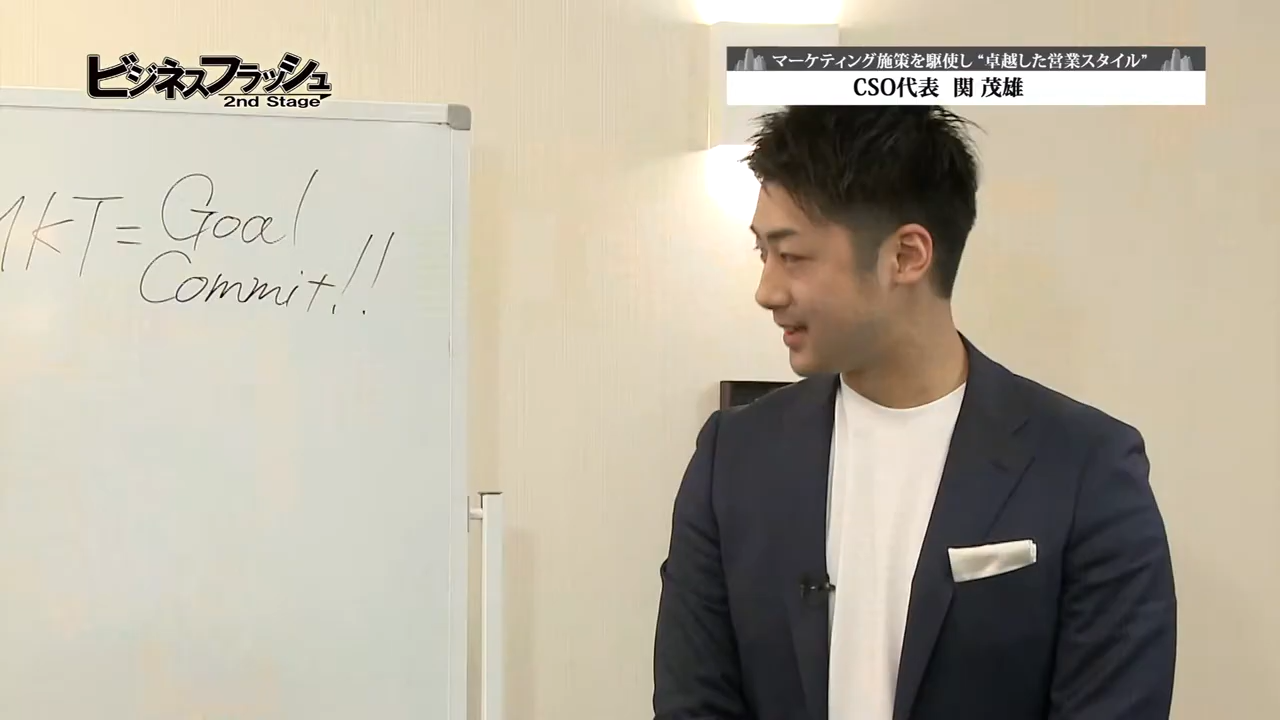 ビジネスフラッシュ
2nd Stage
マーケティング施策を駆使し “卓越した営業スタイル”
CSO代表 関 茂雄
MKT = Goal
Commit!!